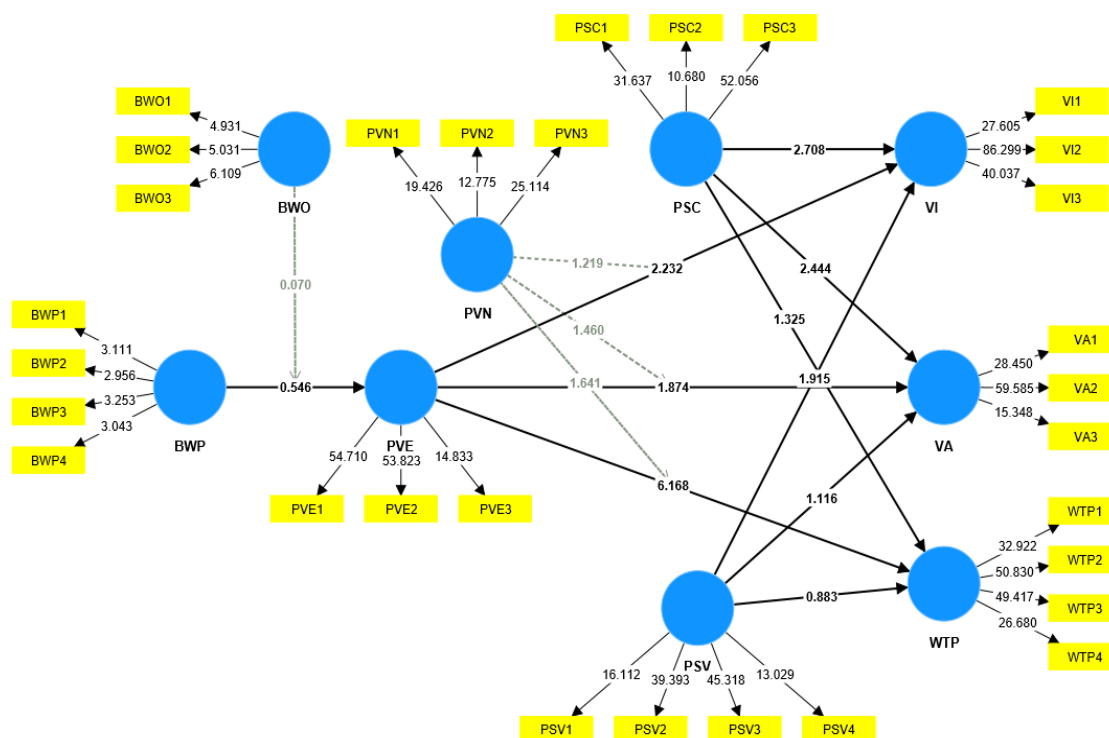 PSC1
PSC2
PSC3
31.637
10.680
52.056
BWO1
BWO2
BWO3
4.931
5.031
6.109
BWO
PVN1
PVN2
PVN3
19.426
12.775
25.114
PVN
PSC
VI1
VI2
VI3
27.605
86.299
40.037
VI
2.708
2.232
2.444
1.325
1.219
1.460
1.641
0.070
BWP1
BWP2
BWP3
BWP4
3.111
2.956
3.253
3.043
BWP
0.546
PVE
54.710
53.823
14.833
PVE1
PVE2
PVE3
1.874
1.915
6.168
1.116
0.883
VA1
VA2
VA3
28.450
59.585
15.348
VA
WTP1
WTP2
WTP3
WTP4
32.922
50.830
49.417
26.680
WTP
PSV
16.112
39.393
45.318
13.029
PSV1
PSV2
PSV3
PSV4